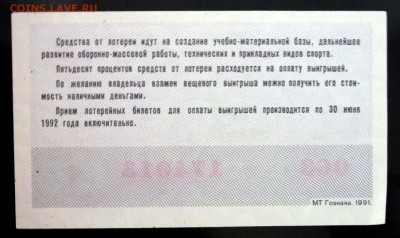 COINS.LAVE.RU
Средства от лотереи идут на создание учебно-материальной базы, дальнейшее
развитие оборонно-массовой работы, технических и прикладных видов спорта.
Пятьдесят процентов средств от лотереи расходуется на оплату выигрышей.
По желанию владельца взамен вещевого выигрыша можно получить его стои-
мость наличными деньгами.
Прием лотерейных билетов для оплаты выигрышей производится по 30 июня
1992 года включительно.
МТ Гознака. 1991.